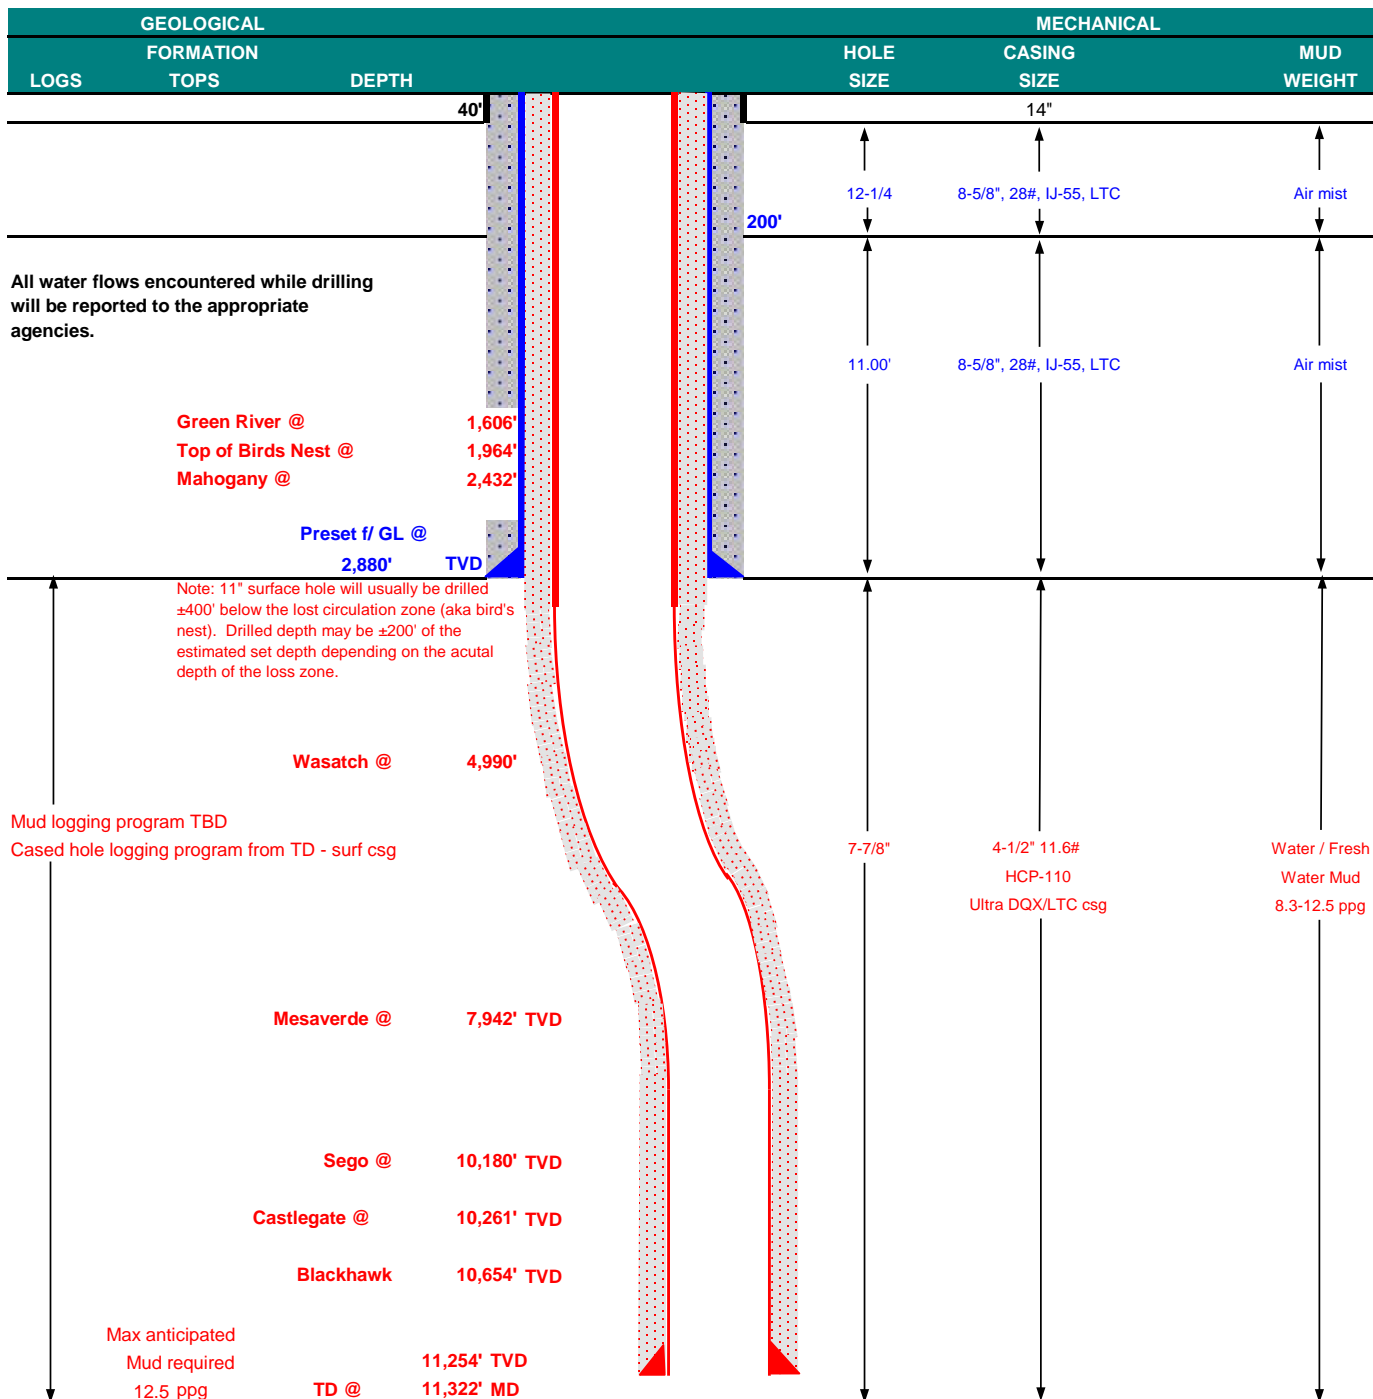 GEOLOGICAL MECHANICAL
FORMATION HOLE CASING MUD
LOGS TOPS DEPTH SIZE SIZE WEIGHT
40' 14"
12-1/4 8-5/8", 28#, IJ-55, LTC Air mist
200'
All water flows encountered while drilling
will be reported to the appropriate
agencies.
11.00' 8-5/8", 28#, IJ-55, LTC Air mist
Green River @ 1,606'
Top of Birds Nest @ 1,964'
Mahogany @ 2,432'
Preset f/ GL @
2,880' TVD
Note: 11" surface hole will usually be drilled
±400' below the lost circulation zone (aka bird's
nest). Drilled depth may be ±200' of the
estimated set depth depending on the acutal
depth of the loss zone.
Wasatch @ 4,990'
Mud logging program TBD
Cased hole logging program from TD - surf csg
7-7/8" 4-1/2" 11.6# Water / Fresh
HCP-110 Water Mud
Ultra DQX/LTC csg 8.3-12.5 ppg
Mesaverde @ 7,942' TVD
Sego @ 10,180' TVD
Castlegate @ 10,261' TVD
Blackhawk 10,654' TVD
Max anticipated
Mud required 11,254' TVD
12.5 ppg TD @ 11,322' MD